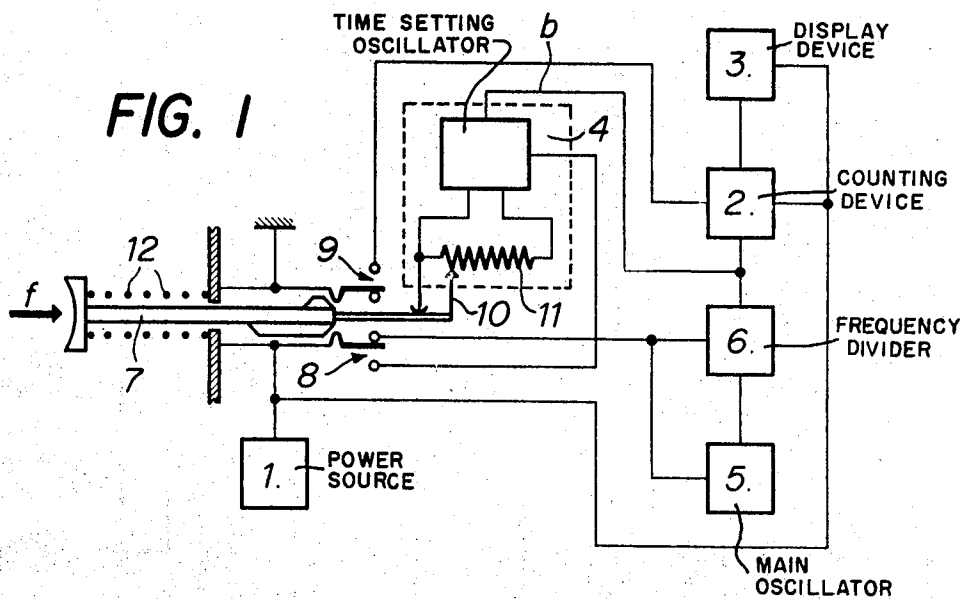 TIME SETTING
OSCILLATOR
b
3.
DISPLAY
DEVICE
FIG. 1
4
2.
COUNTING
DEVICE
9
12
f
10
11
6.
FREQUENCY
DIVIDER
7
8
1.
POWER
SOURCE
5.
MAIN
OSCILLATOR